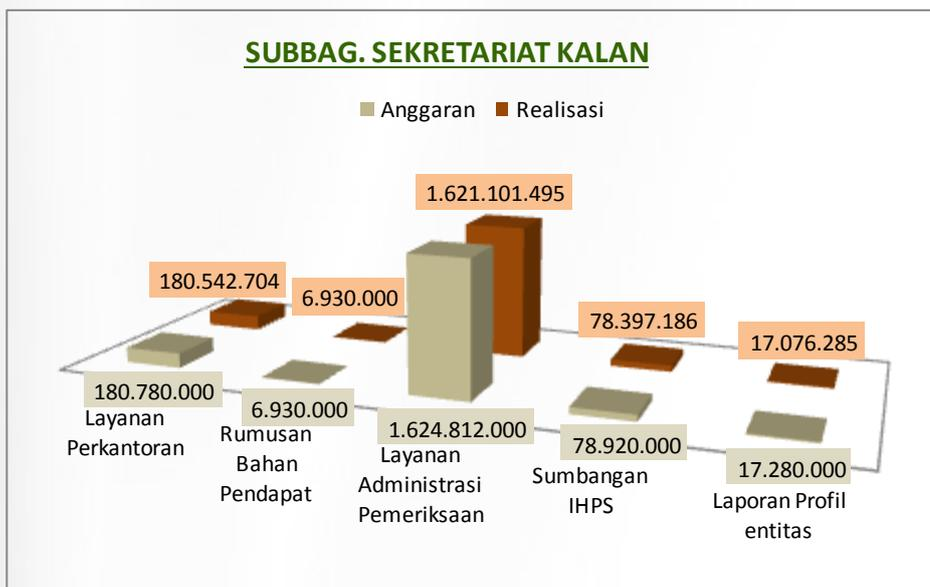 SUBBAG. SEKRETARIAT KALAN
Anggaran Realisasi
1.621.101.495
180.542.704
6.930.000
78.397.186
17.076.285
180.780.000
6.930.000
1.624.812.000
78.920.000
17.280.000
Layanan
Perkantoran
Rumusan
Bahan
Pendapat
Layanan
Administrasi
Pemeriksaan
Sumbangan
IHPS
Laporan Profil
entitas